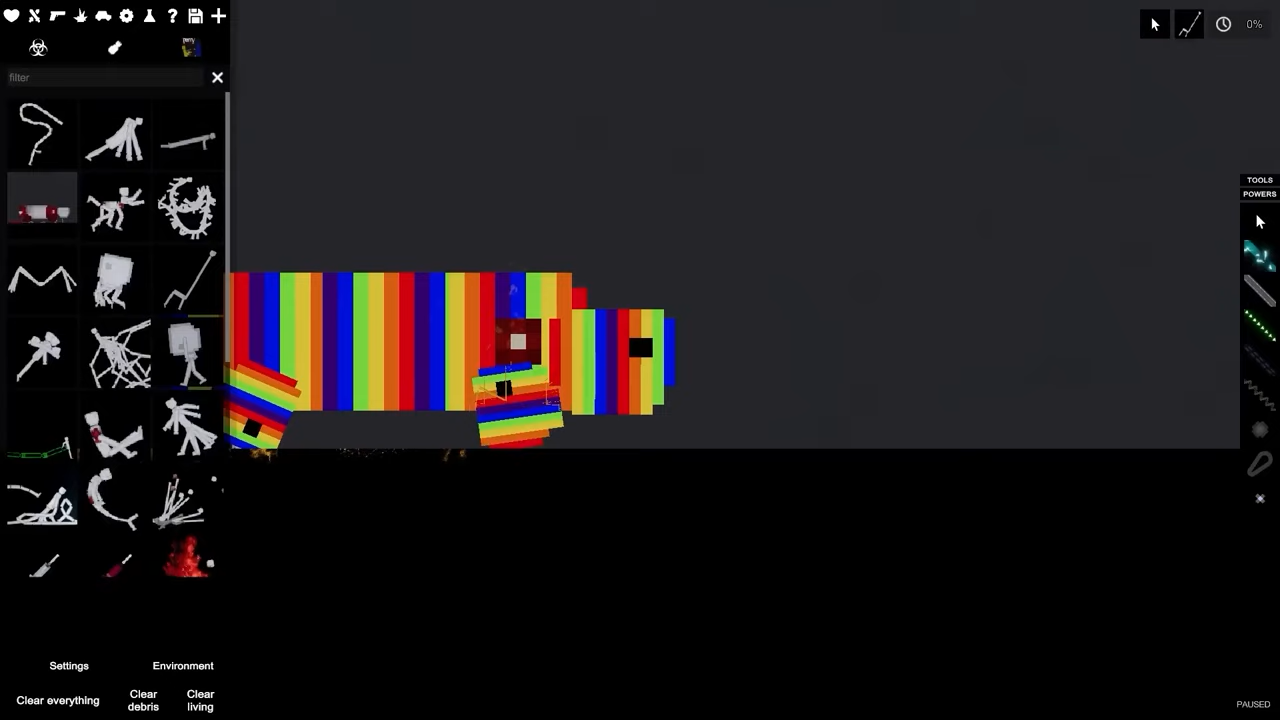 0%
filter
TOOLS
POWERS
Settings
Environment
Clear everything
Clear debris
Clear living
PAUSED